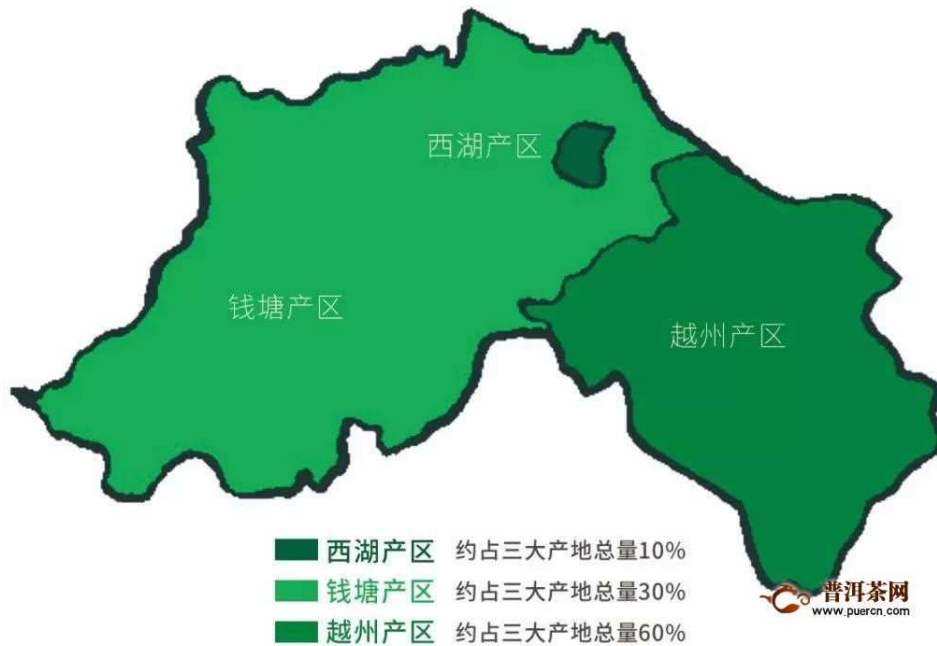 西湖产区
钱塘产区
越州产区
西湖产区 约占三大产地总量10%
钱塘产区 约占三大产地总量30%
越州产区 约占三大产地总量60%
普洱茶网
www.puercn.com